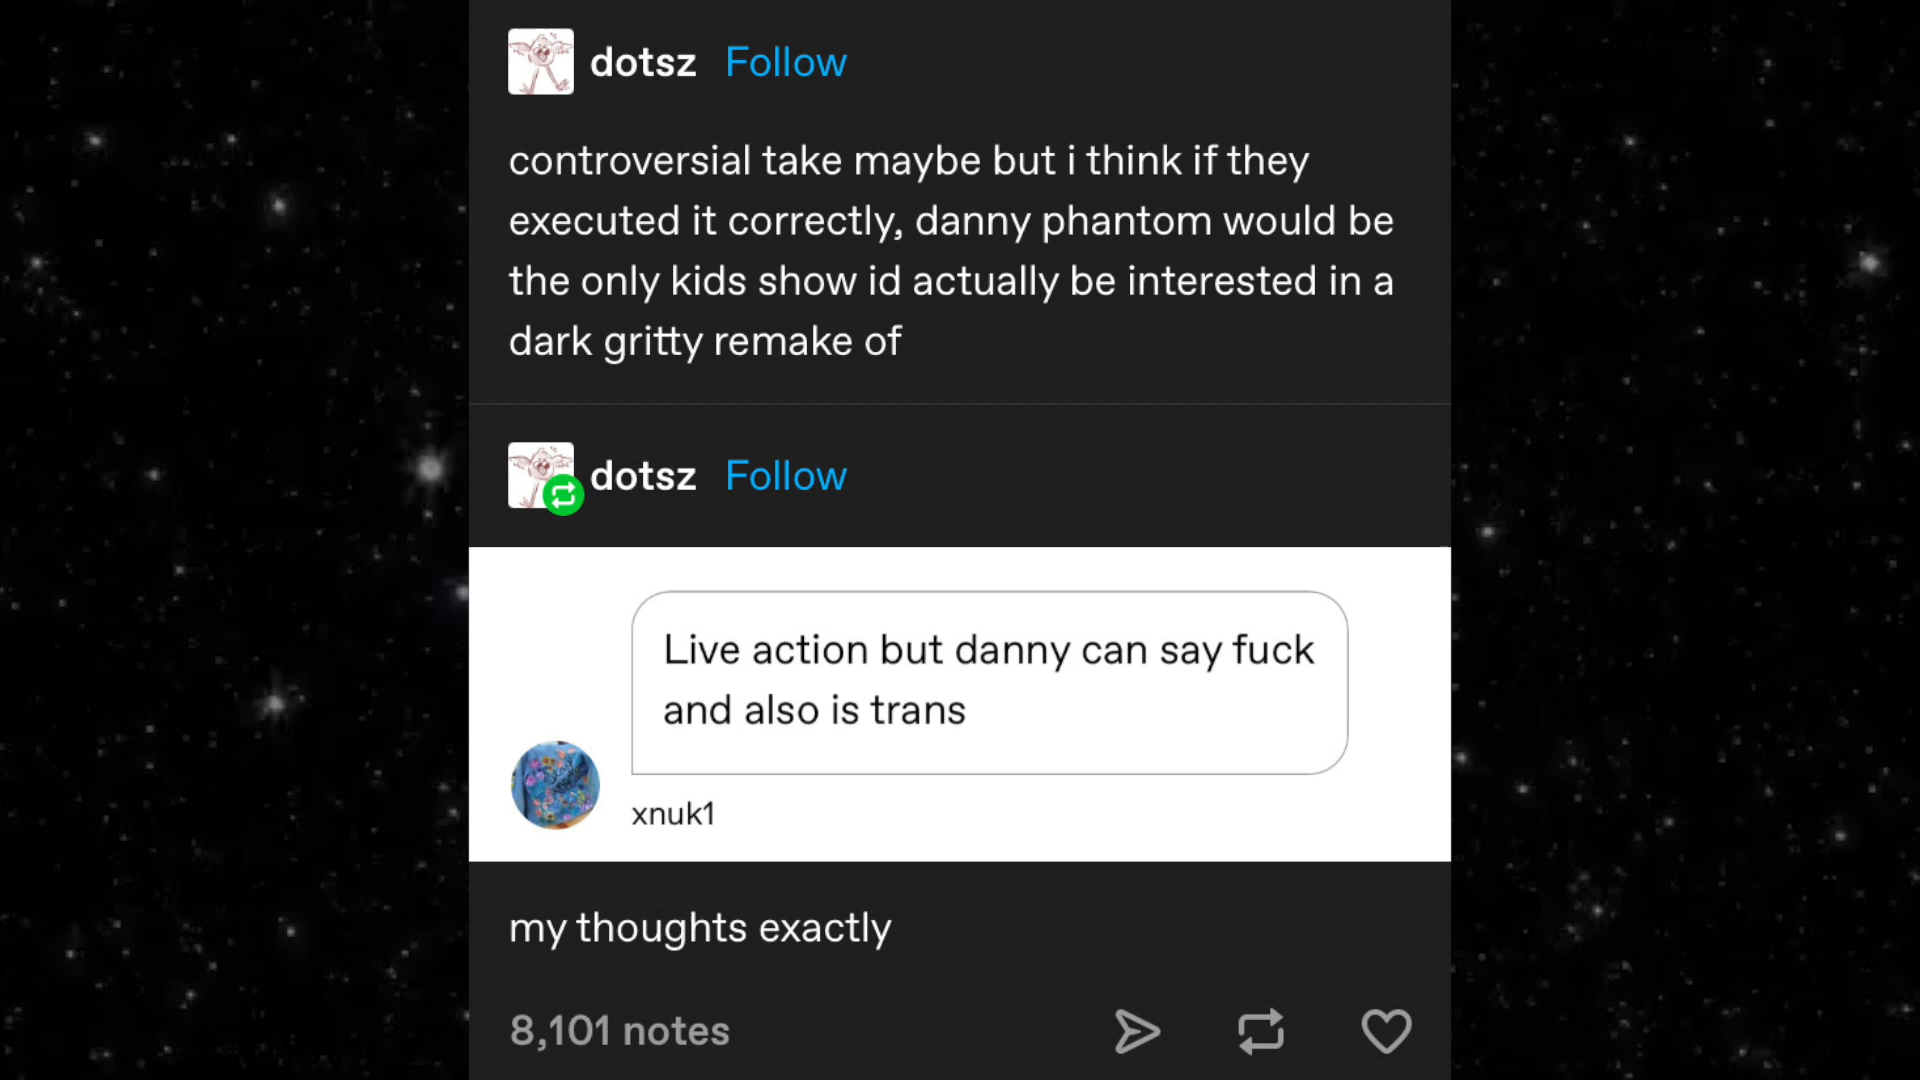 dotsz Follow
controversial take maybe but i think if they
executed it correctly, danny phantom would be
the only kids show id actually be interested in a
dark gritty remake of
dotsz Follow
Live action but danny can say fuck
and also is trans
xnuk1
my thoughts exactly
8,101 notes